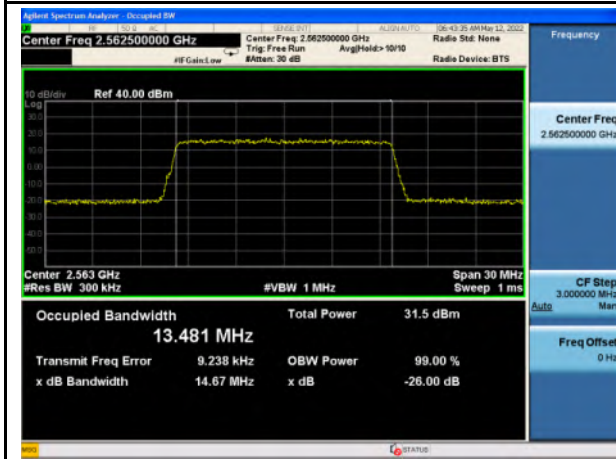 Agilent Spectrum Analyzer - Occupied BW
RF 50 Ω AC SENSE:INT ALIGN AUTO 06:43:35 AM May 12, 2022
Center Freq 2.562500000 GHz
Center Freq: 2.562500000 GHz
Radio Std: None
Trig: Free Run Avg|Hold:> 10/10
#IFGain:Low #Atten: 30 dB Radio Device: BTS
Frequency
10 dB/div Ref 40.00 dBm
Log
30.0
20.0
10.0
0.00
-10.0
-20.0
-30.0
-40.0
-50.0
Center 2.563 GHz Span 30 MHz
#Res BW 300 kHz #VBW 1 MHz Sweep 1 ms
Center Freq
2.562500000 GHz
CF Step
3.000000 MHz
Auto Man
Freq Offset
0 Hz
Occupied Bandwidth Total Power 31.5 dBm
13.481 MHz
Transmit Freq Error 9.238 kHz OBW Power 99.00 %
x dB Bandwidth 14.67 MHz x dB -26.00 dB
MSG STATUS